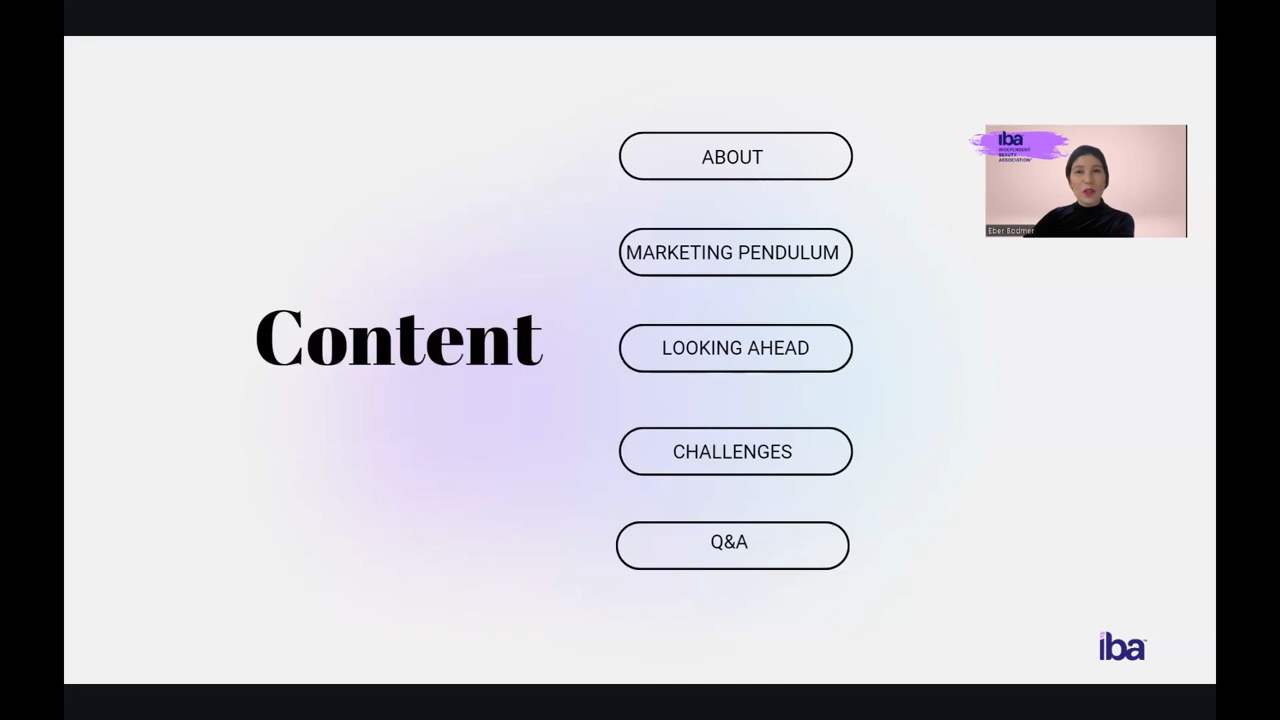 Content
ABOUT
MARKETING PENDULUM
LOOKING AHEAD
CHALLENGES
Q&A
iba
INDEPENDENT
BEAUTY
ASSOCIATION
Eber Bodmer
iba